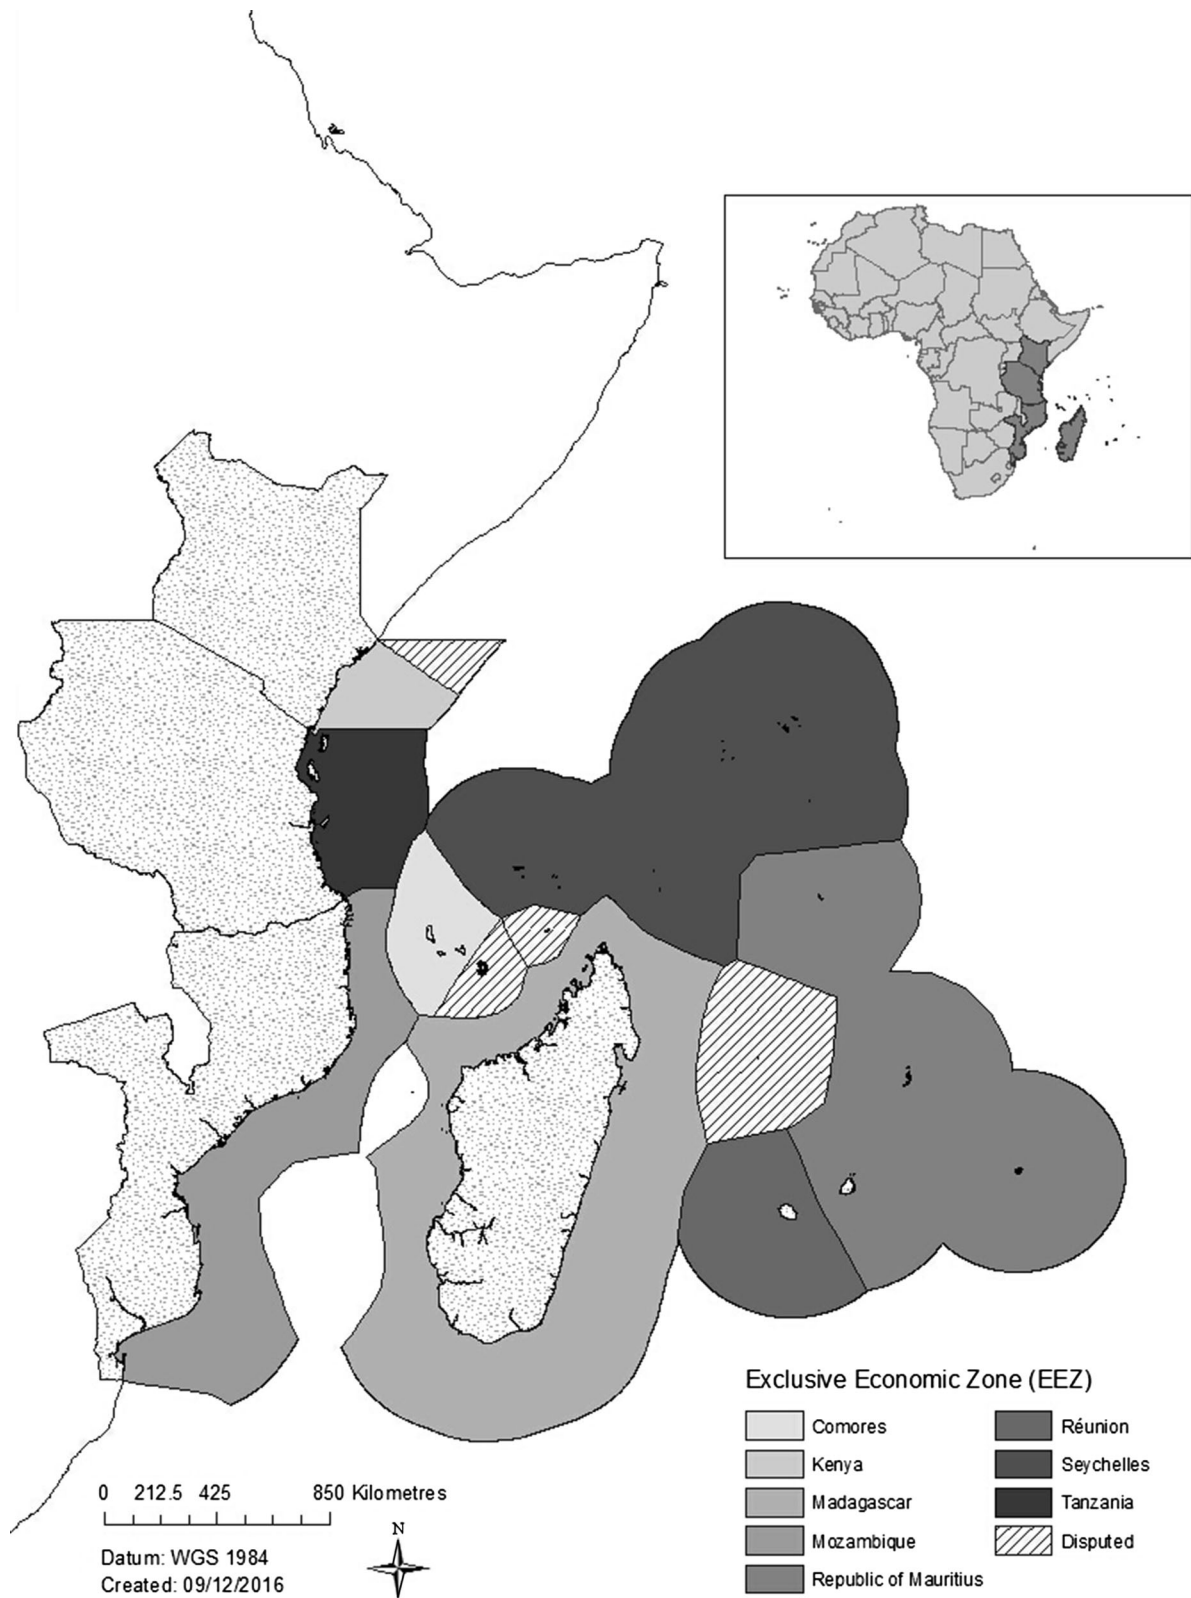 Exclusive Economic Zone (EEZ)
Comores
Kenya
Madagascar
Mozambique
Republic of Mauritius
Réunion
Seychelles
Tanzania
Disputed
0 212.5 425 850 Kilometres
N
Datum: WGS 1984
Created: 09/12/2016